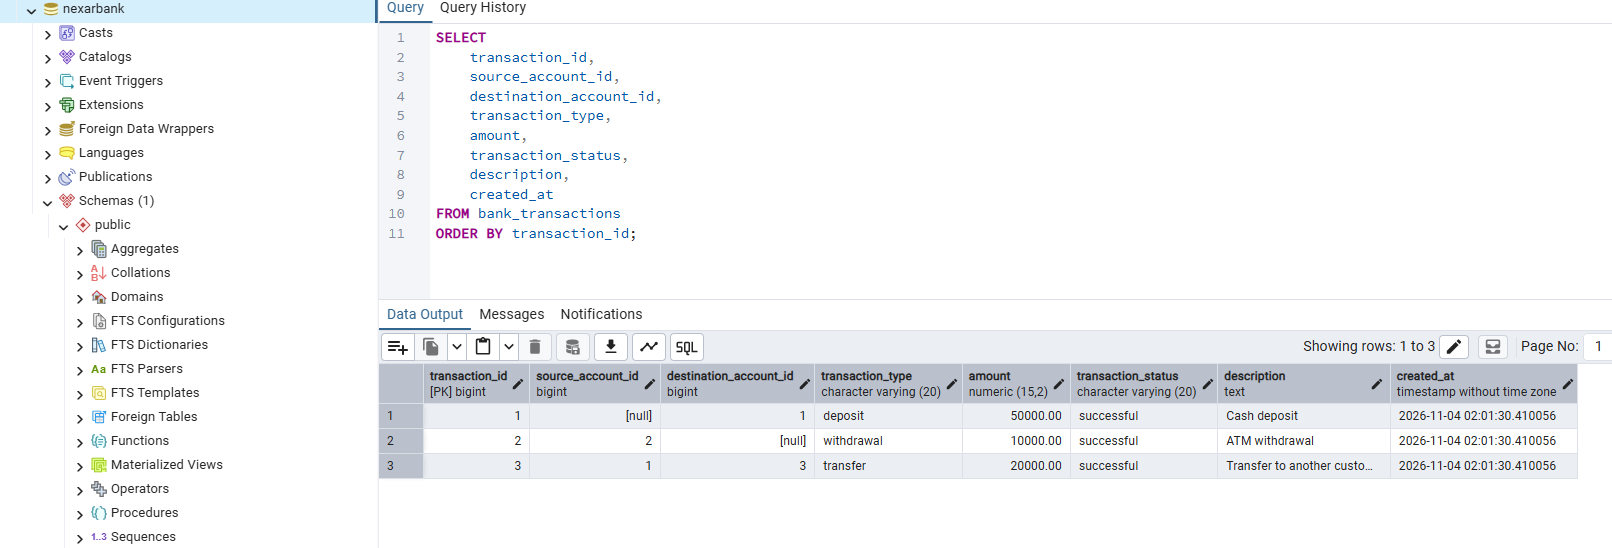 nexarbank
Casts
Catalogs
Event Triggers
Extensions
Foreign Data Wrappers
Languages
Publications
Schemas (1)
public
Aggregates
Collations
Domains
FTS Configurations
FTS Dictionaries
Aa FTS Parsers
FTS Templates
Foreign Tables
Functions
Materialized Views
Operators
Procedures
1..3 Sequences
Query Query History
1 SELECT
2 transaction_id,
3 source_account_id,
4 destination_account_id,
5 transaction_type,
6 amount,
7 transaction_status,
8 description,
9 created_at
10 FROM bank_transactions
11 ORDER BY transaction_id;
Data Output Messages Notifications
SQL Showing rows: 1 to 3 Page No: 1
transaction_id source_account_id destination_account_id transaction_type amount transaction_status description created_at
[PK] bigint bigint bigint character varying (20) numeric (15,2) character varying (20) text timestamp without time zone
1 1 [null] 1 deposit 50000.00 successful Cash deposit 2026-11-04 02:01:30.410056
2 2 2 [null] withdrawal 10000.00 successful ATM withdrawal 2026-11-04 02:01:30.410056
3 3 1 3 transfer 20000.00 successful Transfer to another custo... 2026-11-04 02:01:30.410056